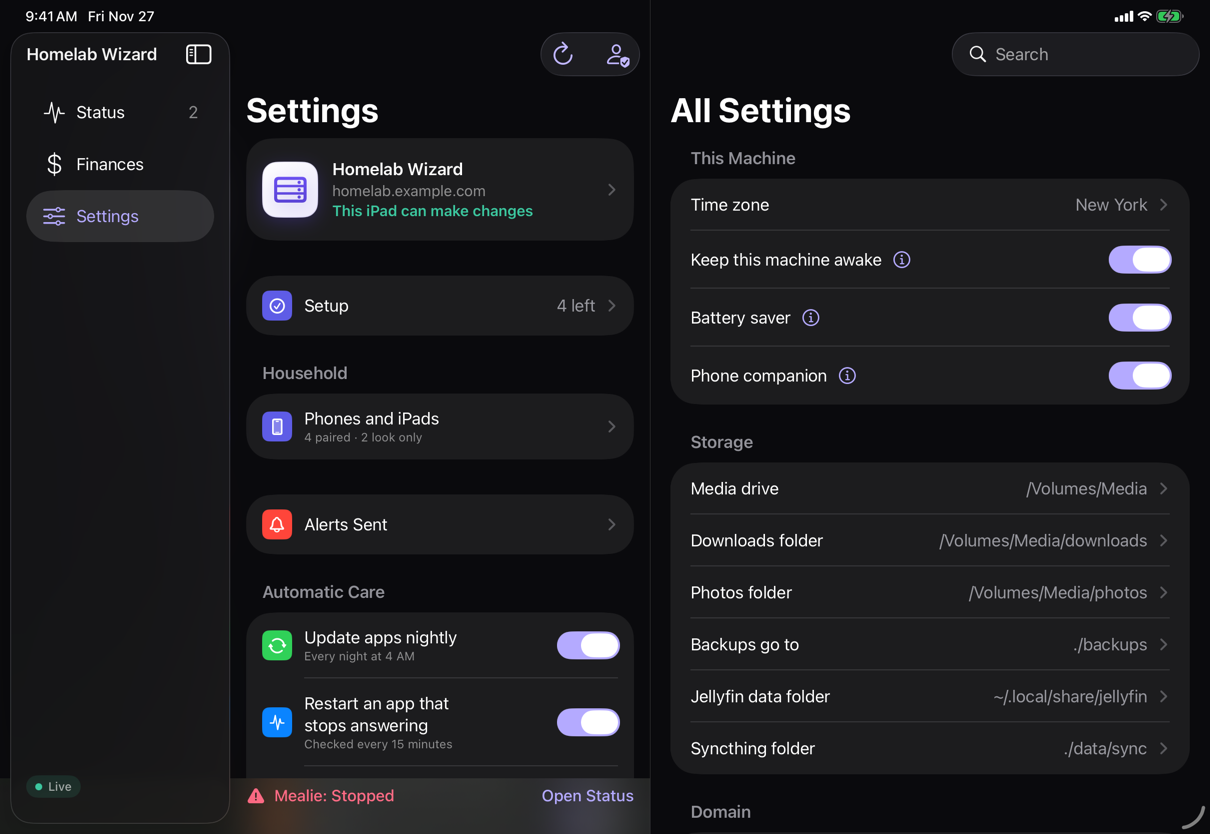 9:41 AM Fri Nov 27
Homelab Wizard
Status 2
Finances
Settings
Live
Settings
Homelab Wizard
homelab.example.com
This iPad can make changes
Setup 4 left
Household
Phones and iPads
4 paired · 2 look only
Alerts Sent
Automatic Care
Update apps nightly
Every night at 4 AM
Restart an app that
stops answering
Checked every 15 minutes
Mealie: Stopped Open Status
Search
All Settings
This Machine
Time zone New York
Keep this machine awake
Battery saver
Phone companion
Storage
Media drive /Volumes/Media
Downloads folder /Volumes/Media/downloads
Photos folder /Volumes/Media/photos
Backups go to ./backups
Jellyfin data folder ~/.local/share/jellyfin
Syncthing folder ./data/sync
Domain